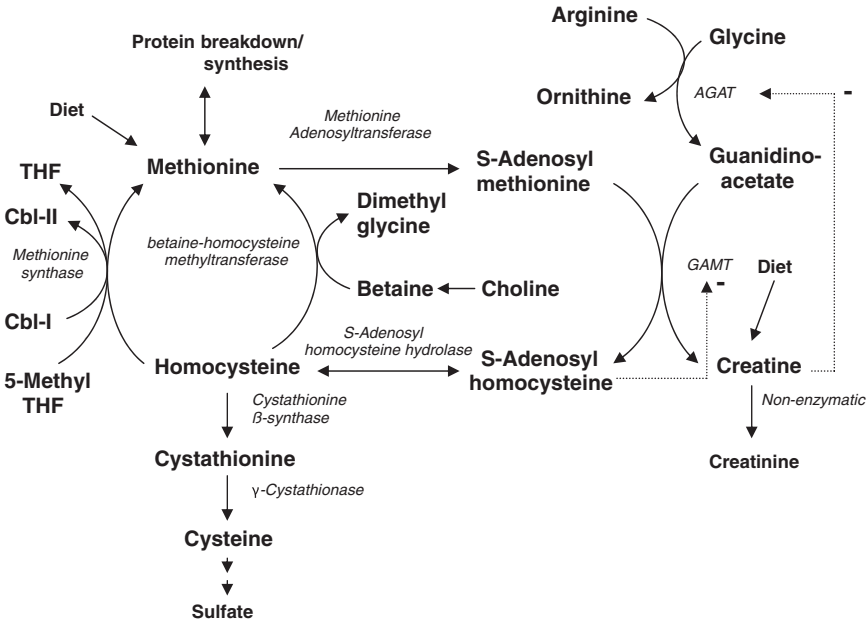 Arginine
Glycine
Protein breakdown/
synthesis
Ornithine
AGAT
-
Diet
Methionine
Adenosyltransferase
THF
Methionine
S-Adenosyl
methionine
Guanidino-
acetate
Cbl-II
Dimethyl
glycine
Methionine
synthase
betaine-homocysteine
methyltransferase
GAMT
-
Diet
Betaine
Choline
Cbl-I
S-Adenosyl
homocysteine hydrolase
5-Methyl
THF
Homocysteine
S-Adenosyl
homocysteine
Creatine
Cystathionine
ß-synthase
Non-enzymatic
Cystathionine
Creatinine
γ-Cystathionase
Cysteine
Sulfate